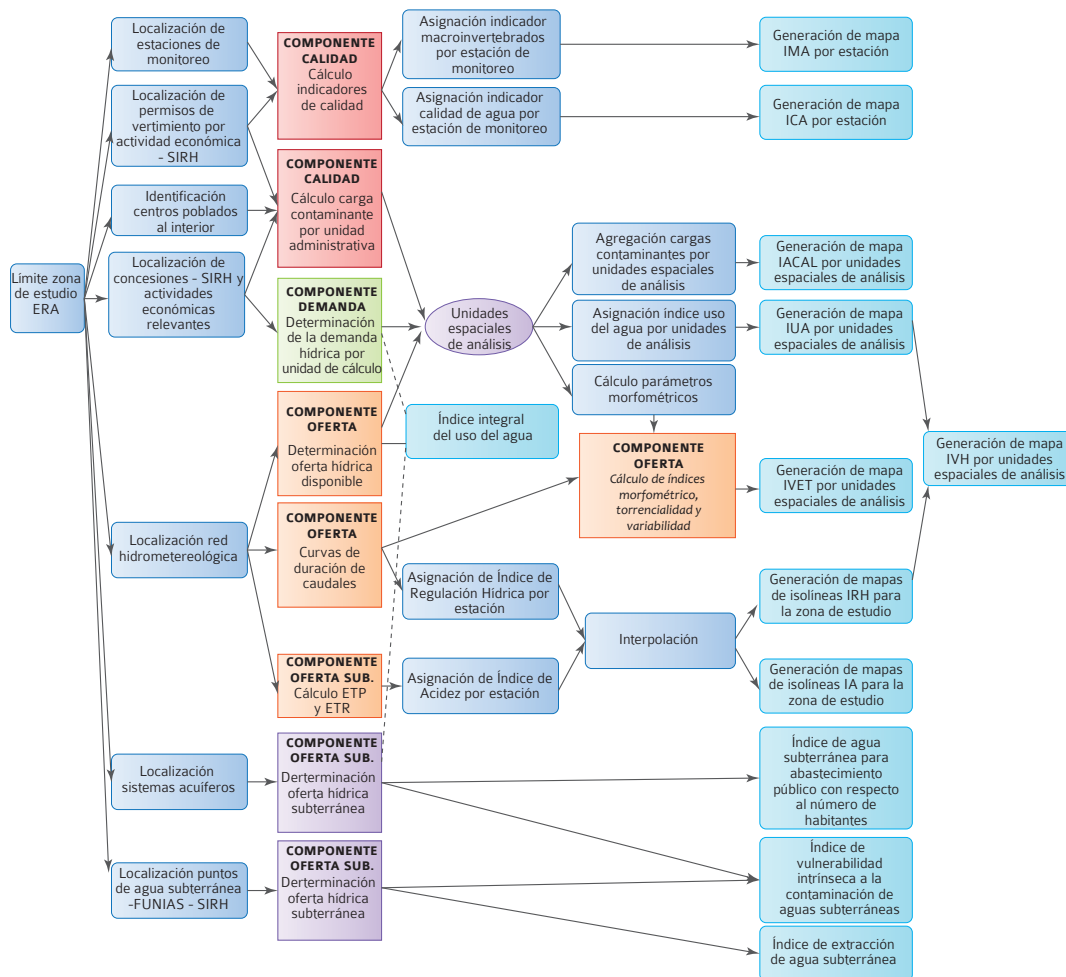 Localización de
estaciones de
monitoreo
Localización de
permisos de
vertimiento por
actividad económica
- SIRH
Identificación
centros poblados
al interior
Límite zona
de estudio
ERA
Localización de
concesiones - SIRH y
actividades
económicas
relevantes
Localización red
hidrometereológica
Localización
sistemas acuíferos
Localización puntos
de agua subterránea
-FUNIAS - SIRH
COMPONENTE
CALIDAD
Cálculo
indicadores
de calidad
COMPONENTE
CALIDAD
Cálculo carga
contaminante
por unidad
administrativa
COMPONENTE
DEMANDA
Determinación
de la demanda
hídrica por
unidad de cálculo
COMPONENTE
OFERTA
Determinación
oferta hídrica
disponible
COMPONENTE
OFERTA
Curvas de
duración de
caudales
COMPONENTE
OFERTA SUB.
Cálculo ETP
y ETR
COMPONENTE
OFERTA SUB.
Derterminación
oferta hídrica
subterránea
COMPONENTE
OFERTA SUB.
Derterminación
oferta hídrica
subterránea
Asignación indicador
macroinvertebrados
por estación de
monitoreo
Asignación indicador
calidad de agua por
estación de monitoreo
Unidades
espaciales
de análisis
Índice integral
del uso del agua
Asignación de Índice de
Regulación Hídrica por
estación
Asignación de Índice de
Acidez por estación
Agregación cargas
contaminantes por
unidades espaciales
de análisis
Asignación índice uso
del agua por unidades
de análisis
Cálculo parámetros
morfométricos
COMPONENTE
OFERTA
Cálculo de índices
morfométrico,
torrencialidad y
variabilidad
Interpolación
Generación de mapa
IMA por estación
Generación de mapa
ICA por estación
Generación de mapa
IACAL por unidades
espaciales de análisis
Generación de mapa
IUA por unidades
espaciales de análisis
Generación de mapa
IVET por unidades
espaciales de análisis
Generación de mapas
de isolíneas IRH para
la zona de estudio
Generación de mapas
de isolíneas IA para la
zona de estudio
Índice de agua
subterránea para
abastecimiento
público con respecto
al número de
habitantes
Índice de
vulnerabilidad
intrínseca a la
contaminación de
aguas subterráneas
Índice de extracción
de agua subterránea
Generación de mapa
IVH por unidades
espaciales de análisis